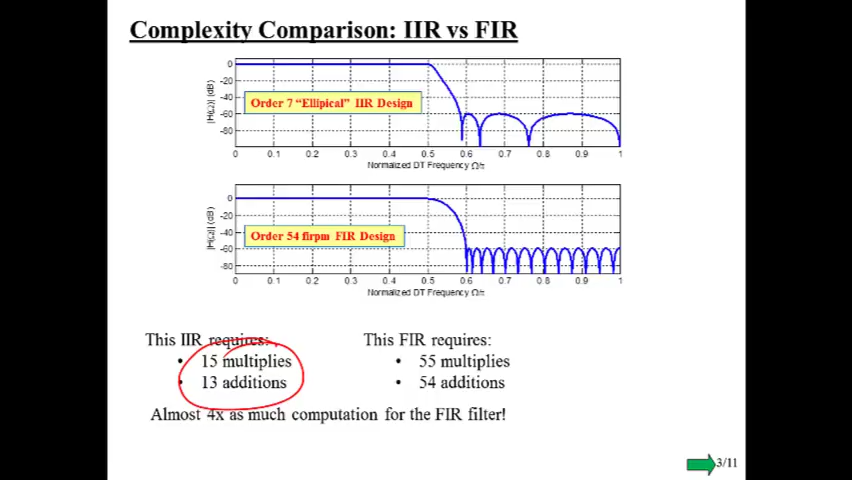 Complexity Comparison: IIR vs FIR
0
-20
-40
-60
-80
|H(Ω)| (dB)
Order 7 “Elliptical” IIR Design
0 0.1 0.2 0.3 0.4 0.5 0.6 0.7 0.8 0.9 1
Normalized DT Frequency Ω/π
0
-20
-40
-60
-80
|H(Ω)| (dB)
Order 54 firpm FIR Design
0 0.1 0.2 0.3 0.4 0.5 0.6 0.7 0.8 0.9 1
Normalized DT Frequency Ω/π
This IIR requires:
• 15 multiplies
• 13 additions
This FIR requires:
• 55 multiplies
• 54 additions
Almost 4x as much computation for the FIR filter!
3/11